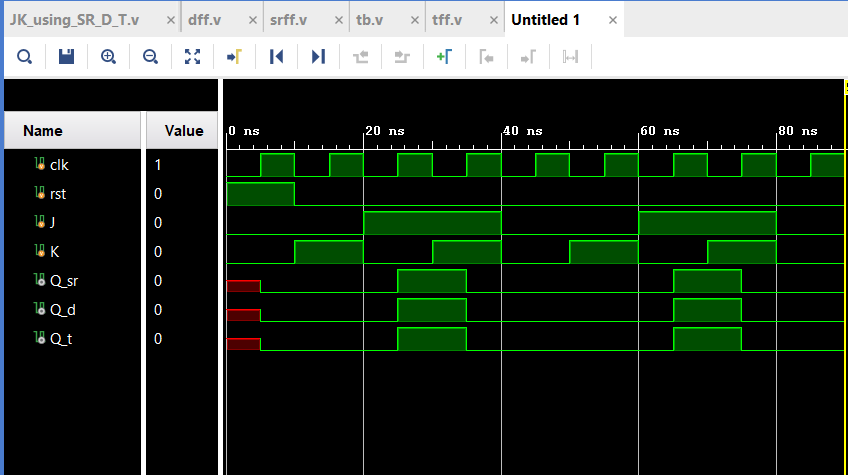 JK_using_SR_D_T.v × dff.v × srff.v × tb.v × tff.v × Untitled 1 ×
Name Value
0 ns 20 ns 40 ns 60 ns 80 ns
clk 1
rst 0
J 0
K 0
Q_sr 0
Q_d 0
Q_t 0